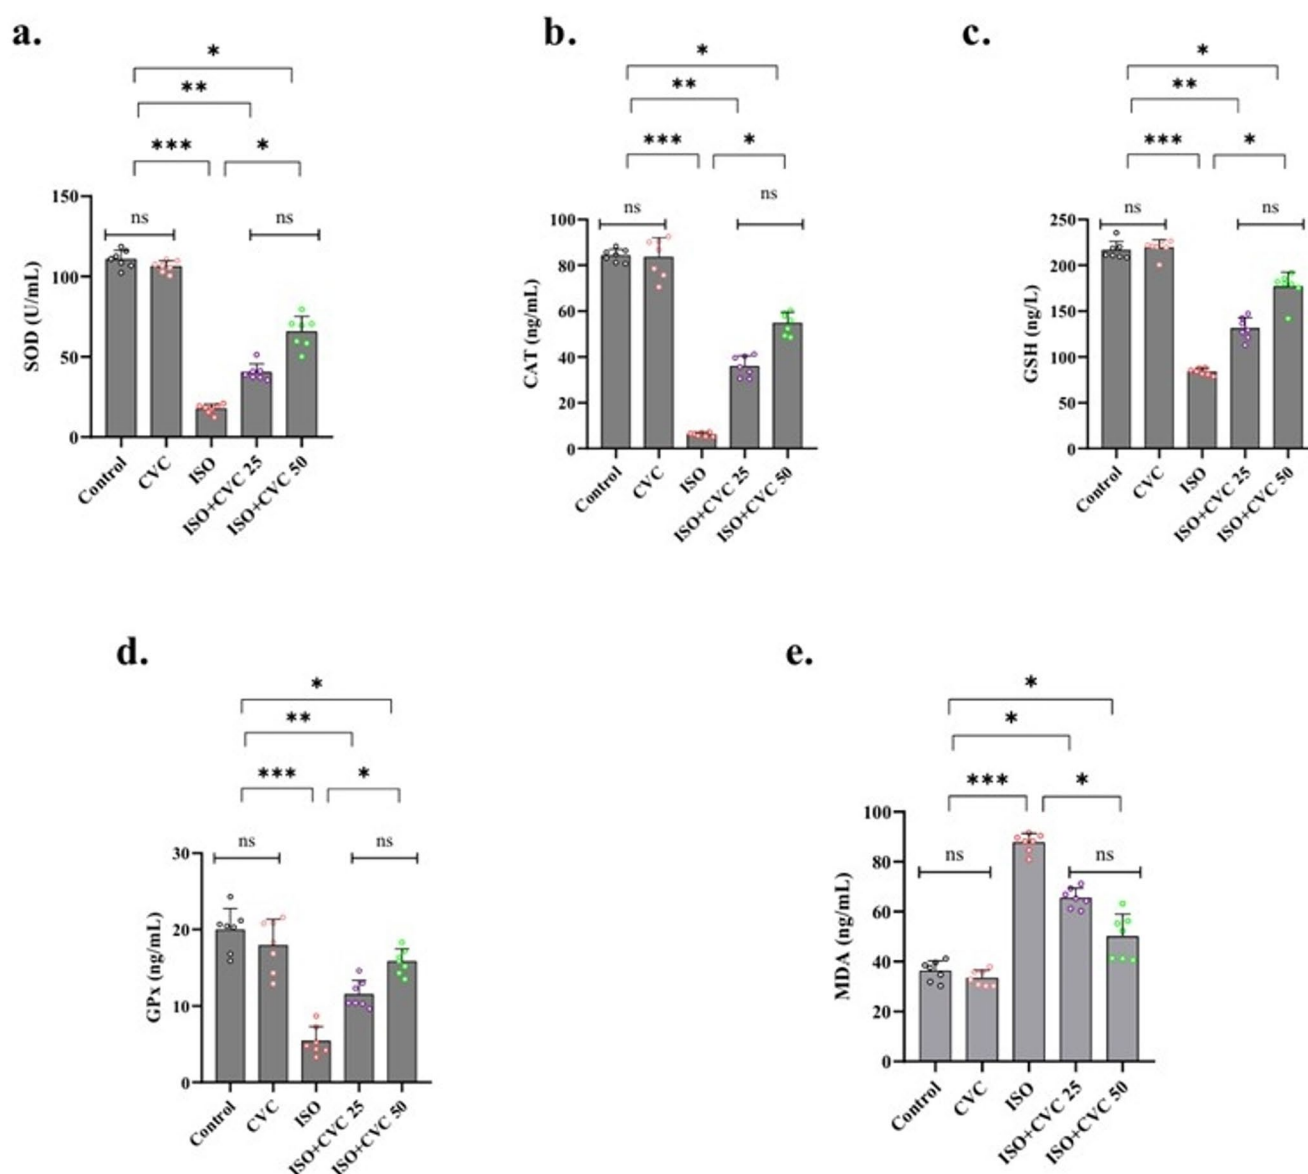 a.
*
**
*** *
ns ns
150
100
50
0
SOD (U/mL)
Control CVC ISO ISO+CVC 25 ISO+CVC 50
b.
*
**
*** *
ns
ns
100
80
60
40
20
0
CAT (ng/mL)
Control CVC ISO ISO+CVC 25 ISO+CVC 50
c.
*
**
*** *
ns ns
250
200
150
100
50
0
GSH (ng/L)
Control CVC ISO ISO+CVC 25 ISO+CVC 50
d.
*
**
*** *
ns ns
30
20
10
0
GPx (ng/mL)
Control CVC ISO ISO+CVC 25 ISO+CVC 50
e.
*
*
*** *
ns ns
100
80
60
40
20
0
MDA (ng/mL)
Control CVC ISO ISO+CVC 25 ISO+CVC 50